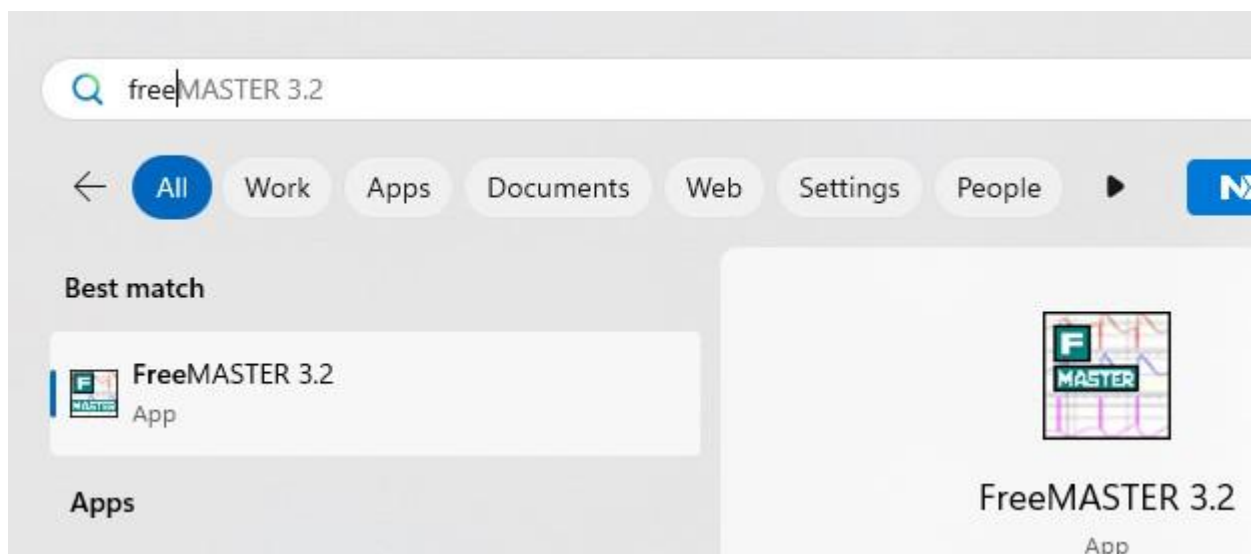 freeMASTER 3.2
All Work Apps Documents Web Settings People
Best match
FreeMASTER 3.2
App
Apps
F
MASTER
FreeMASTER 3.2
App